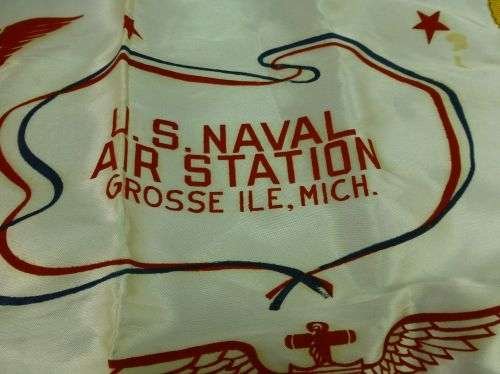 U.S. NAVAL
AIR STATION
GROSSE ILE, MICH.